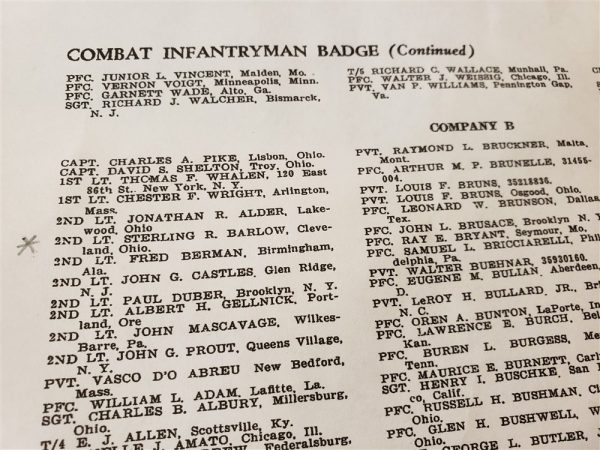 COMBAT INFANTRYMAN BADGE (Continued)
PFC. JUNIOR L. VINCENT, Malden, Mo.
PFC. VERNON VOIGT, Minneapolis, Minn.
PFC. GARNETT WADE, Alto, Ga.
SGT. RICHARD J. WALCHER, Bismarck,
N. J.
CAPT. CHARLES A. PIKE, Lisbon, Ohio.
CAPT. DAVID S. SHELTON, Troy, Ohio.
1ST LT. THOMAS F. WHALEN, 120 East
86th St., New York, N. Y.
1ST LT. CHESTER F. WRIGHT, Arlington,
Mass.
2ND LT. JONATHAN R. ALDER, Lake-
wood, Ohio
2ND LT. STERLING R. BARLOW, Cleve-
land, Ohio.
2ND LT. FRED BERMAN, Birmingham,
Ala.
2ND LT. JOHN G. CASTLES, Glen Ridge,
N. J.
2ND LT. PAUL DUBER, Brooklyn, N. Y.
2ND LT. ALBERT H. GELLNICK, Port-
land, Ore
2ND LT. JOHN MASCAVAGE, Wilkes-
Barre, Pa.
2ND LT. JOHN G. PROUT, Queens Village,
N. Y.
PVT. VASCO D'O ABREU New Bedford,
Mass.
PFC. WILLIAM L. ADAM, Lafitte, La.
SGT. CHARLES B. ALBURY, Millersburg,
Ohio.
T/4 E. J. ALLEN, Scottsville, Ky.
J. AMATO, Chicago, Ill.
Federalsburg,
T/5 RICHARD C. WALLACE, Munhall, Pa.
PFC. WALTER J. WEISSIG, Chicago, Ill.
PVT. VAN P. WILLIAMS, Pennington Gap,
Va.
COMPANY B
PVT. RAYMOND L. BRUCKNER, Malta,
Mont.
PFC. ARTHUR M. P. BRUNELLE, 31455-
004.
PVT. LOUIS F. BRUNS, 35218836.
PVT. LOUIS F. BRUNS, Osgood, Ohio.
PFC. LEONARD W. BRUNSON, Dallas
Tex.
PFC. JOHN L. BRUSACE, Brooklyn N. Y
PFC. RAY E. BRYANT, Seymour, Mo.
PFC. SAMUEL L. BRICCIARELLI, Phil
delphia, Pa.
PVT. WALTER BUEHNAR, 35930160.
PFC. EUGENE M. BULIAN, Aberdeen,
D.
PVT. LeROY H. BULLARD, JR.,
N. C.
PFC. OREN A. BUNTON, LaPorte, In
PFC. LAWRENCE E. BURCH, Bel
Kan.
PFC. BUREN L. BURGESS, Me
Tenn.
PFC. MAURICE E. BURNETT, Carl
SGT. HENRY I. BUSCHKE, San
co, Calif.
PFC. RUSSELL H. BUSHMAN, Cl
Ohio.
PFC. GLEN H. BUSHWELL, W
Ohio.
GEORGE L. BUTLER, J